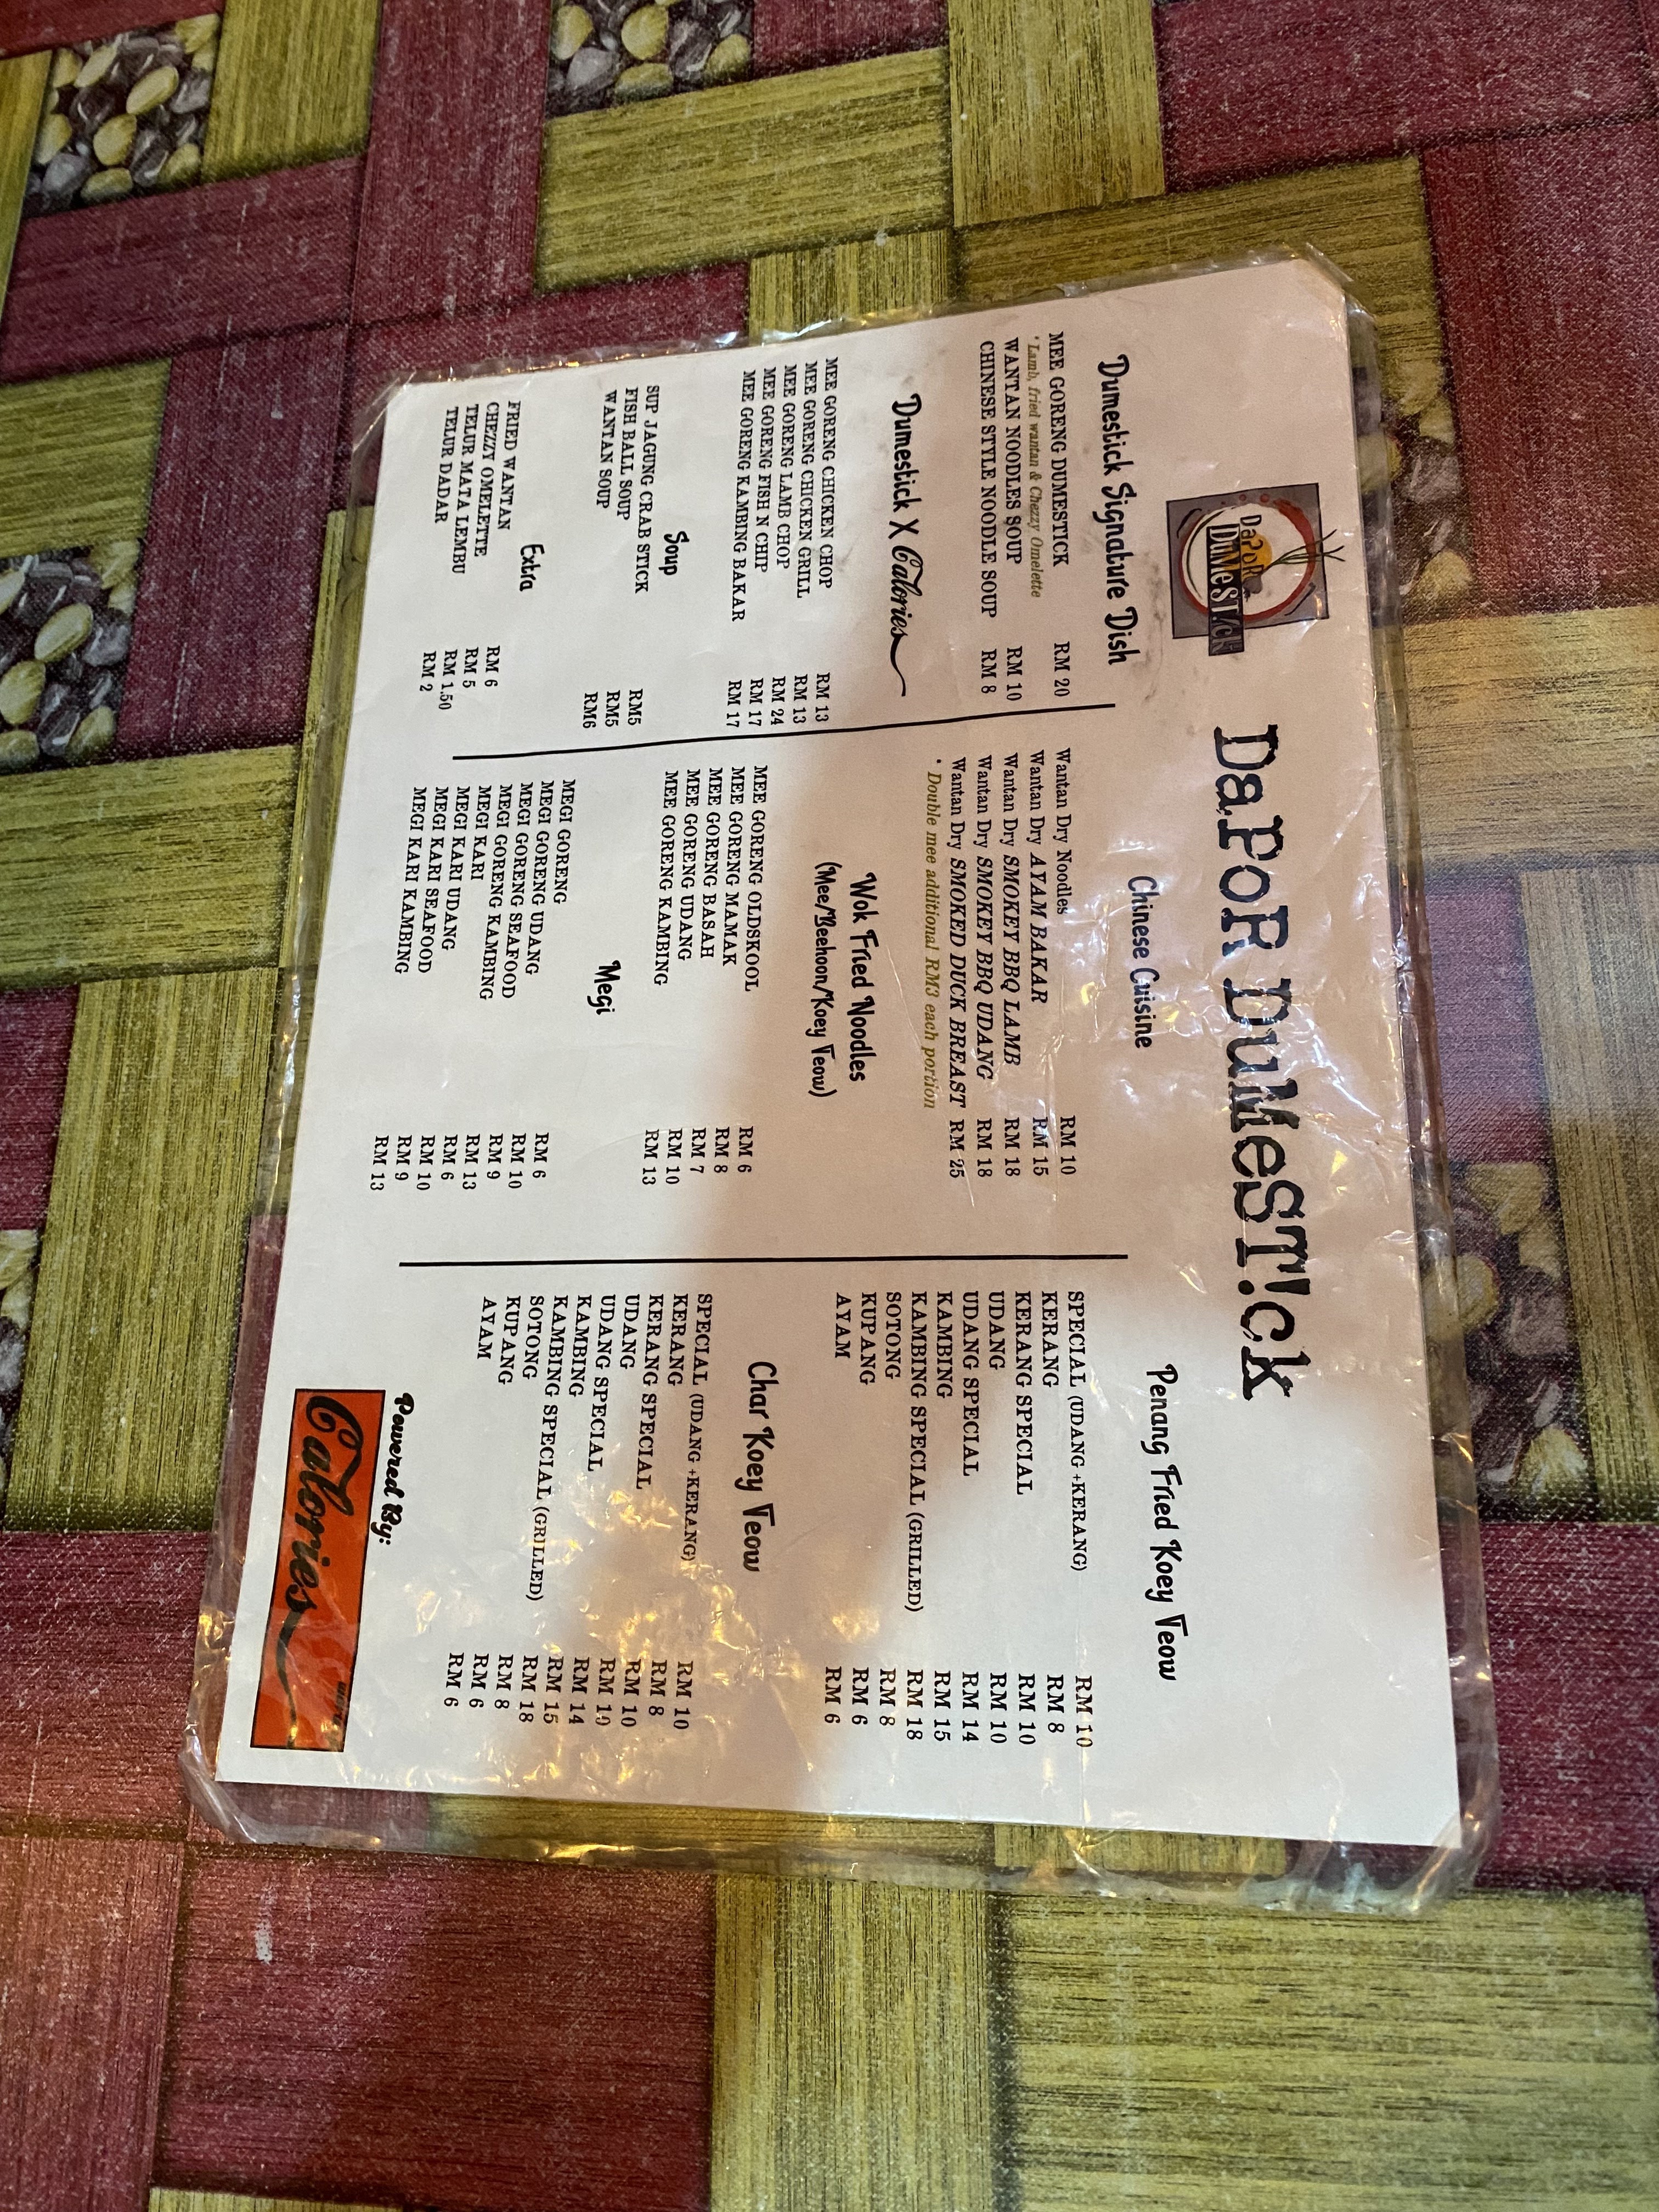 DaPoR
DuMeST!ck
DaPoR DuMeST!ck
Dumestick Signature Dish
MEE GORENG DUMESTICK RM 20
*Lamb, fried wantan & Chezzy Omelette
WANTAN NOODLES SOUP RM 10
CHINESE STYLE NOODLE SOUP RM 8
Dumestick X Calories
MEE GORENG CHICKEN CHOP RM 13
MEE GORENG CHICKEN GRILL RM 13
MEE GORENG LAMB CHOP RM 24
MEE GORENG FISH N CHIP RM 17
MEE GORENG KAMBING BAKAR RM 17
Soup
SUP JAGUNG CRAB STICK RM5
FISH BALL SOUP RM5
WANTAN SOUP RM6
Extra
FRIED WANTAN RM 6
CHEZZY OMELETTE RM 5
TELUR MATA LEMBU RM 1.50
TELUR DADAR RM 2
Chinese Cuisine
Wantan Dry Noodles RM 10
Wantan Dry AYAM BAKAR RM 15
Wantan Dry SMOKEY BBQ LAMB RM 18
Wantan Dry SMOKEY BBQ UDANG RM 18
Wantan Dry SMOKED DUCK BREAST RM 25
* Double mee additional RM3 each portion
Wok Fried Noodles
(Mee/Meehoon/Koey Teow)
MEE GORENG OLDSKOOL RM 6
MEE GORENG MAMAK RM 8
MEE GORENG BASAH RM 7
MEE GORENG UDANG RM 10
MEE GORENG KAMBING RM 13
Megi
MEGI GORENG RM 6
MEGI GORENG UDANG RM 10
MEGI GORENG SEAFOOD RM 9
MEGI GORENG KAMBING RM 13
MEGI KARI RM 6
MEGI KARI UDANG RM 10
MEGI KARI SEAFOOD RM 9
MEGI KARI KAMBING RM 13
Penang Fried Koey Teow
SPECIAL (UDANG +KERANG) RM 10
KERANG RM 8
KERANG SPECIAL RM 10
UDANG RM 10
UDANG SPECIAL RM 14
KAMBING RM 15
KAMBING SPECIAL (GRILLED) RM 18
SOTONG RM 8
KUPANG RM 6
AYAM RM 6
Char Koey Teow
SPECIAL (UDANG +KERANG) RM 10
KERANG RM 8
KERANG SPECIAL RM 10
UDANG RM 10
UDANG SPECIAL RM 14
KAMBING RM 15
KAMBING SPECIAL (GRILLED) RM 18
SOTONG RM 8
KUPANG RM 6
AYAM RM 6
Powered By:
Calories